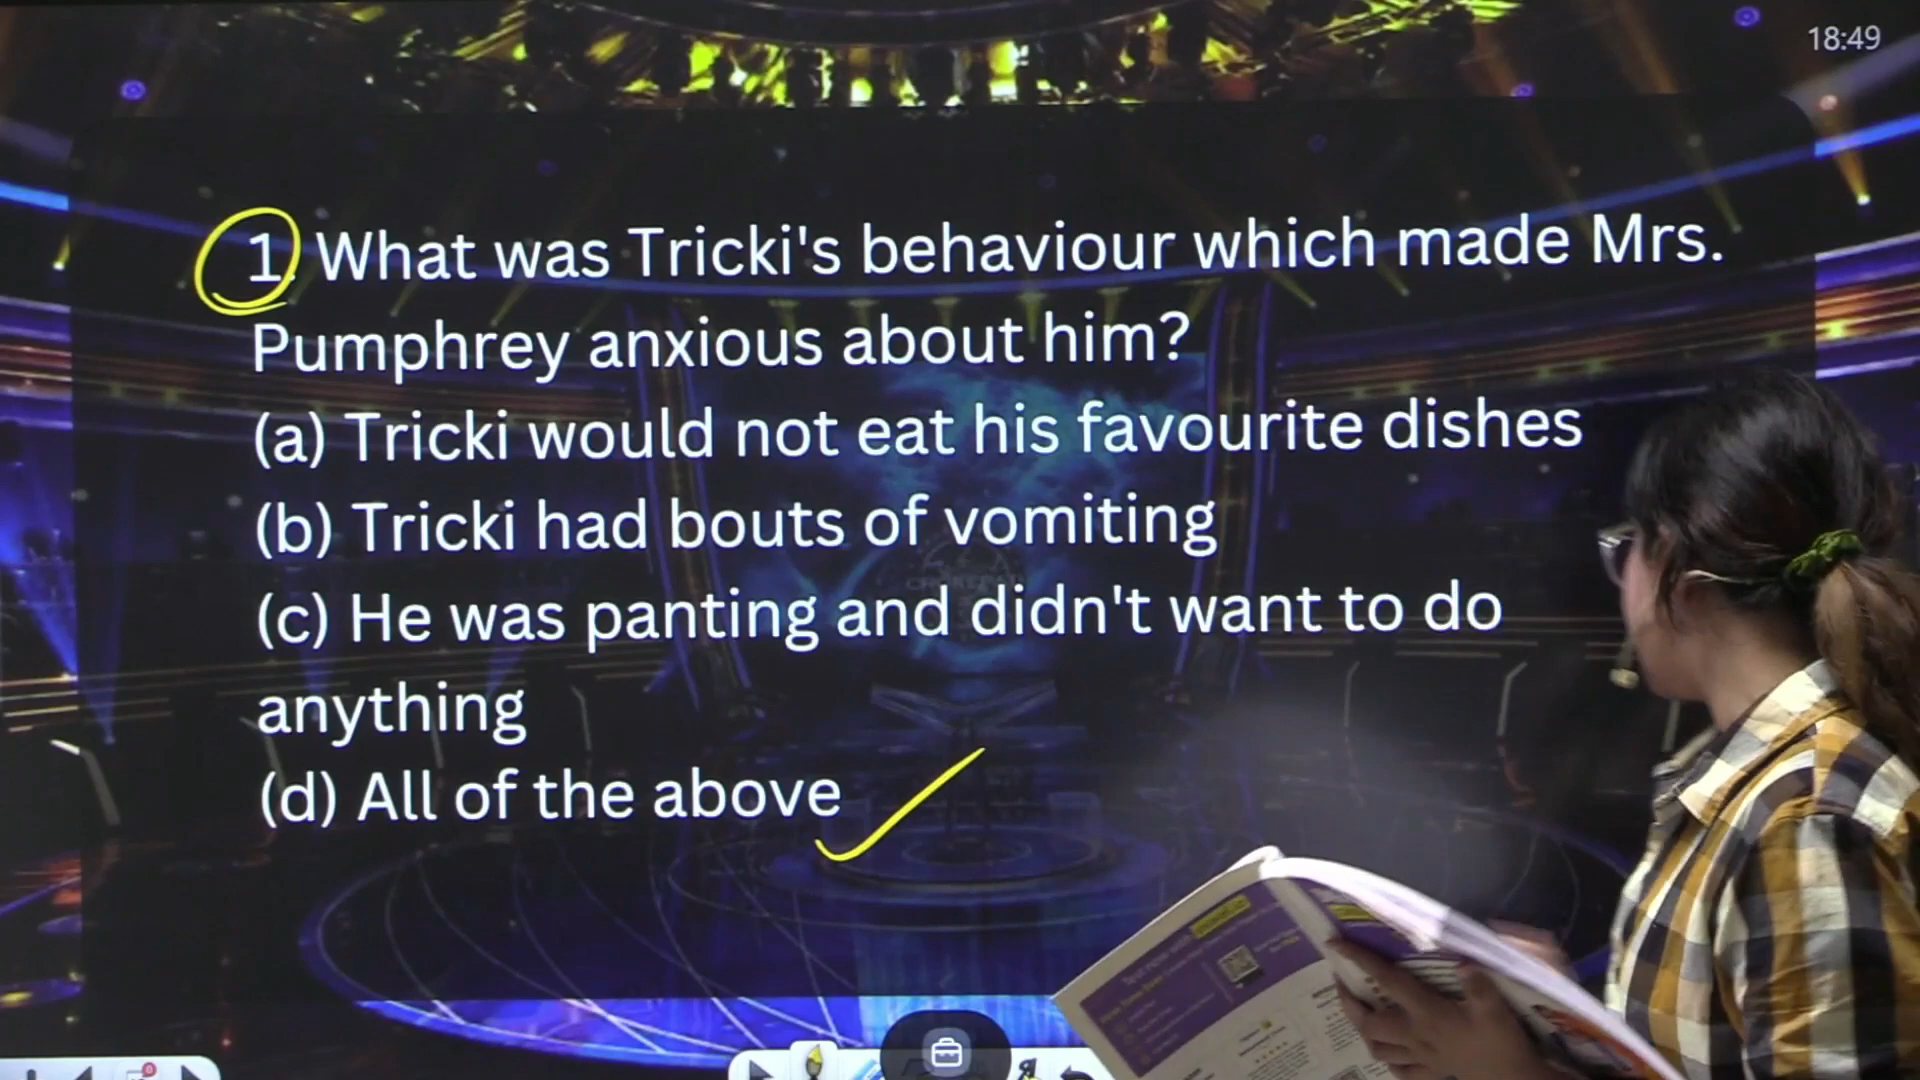 18:49
1. What was Tricki's behaviour which made Mrs.
Pumphrey anxious about him?
(a) Tricki would not eat his favourite dishes
(b) Tricki had bouts of vomiting
(c) He was panting and didn't want to do
anything
(d) All of the above